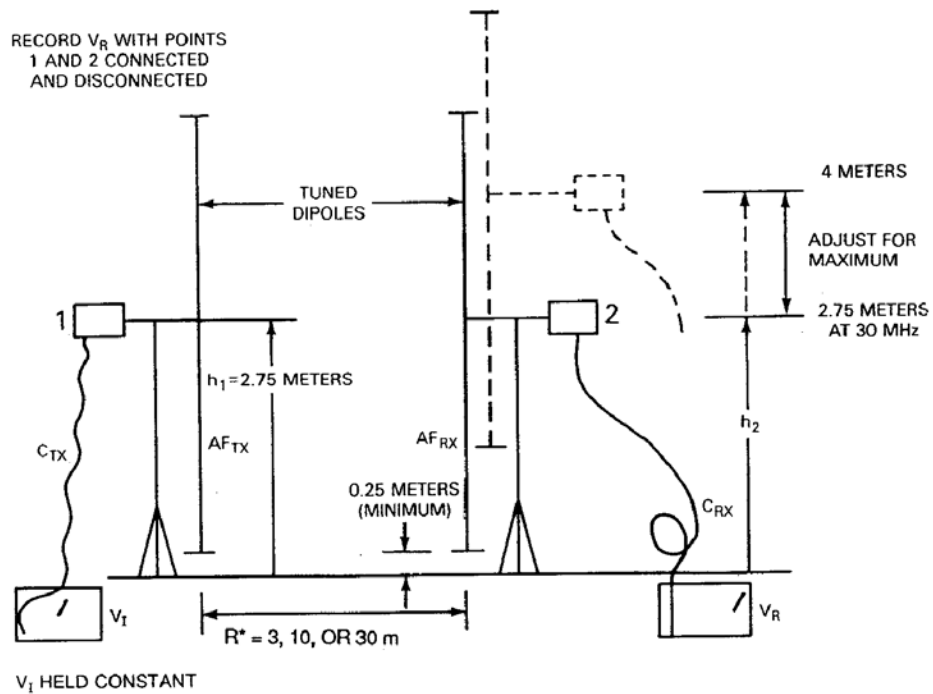 RECORD V_R WITH POINTS
1 AND 2 CONNECTED
AND DISCONNECTED
TUNED
DIPOLES
4 METERS
ADJUST FOR
MAXIMUM
2.75 METERS
AT 30 MHz
1
2
h₁=2.75 METERS
C_TX
AF_TX
AF_RX
h₂
0.25 METERS
(MINIMUM)
C_RX
V_I
V_R
R* = 3, 10, OR 30 m
V_I HELD CONSTANT